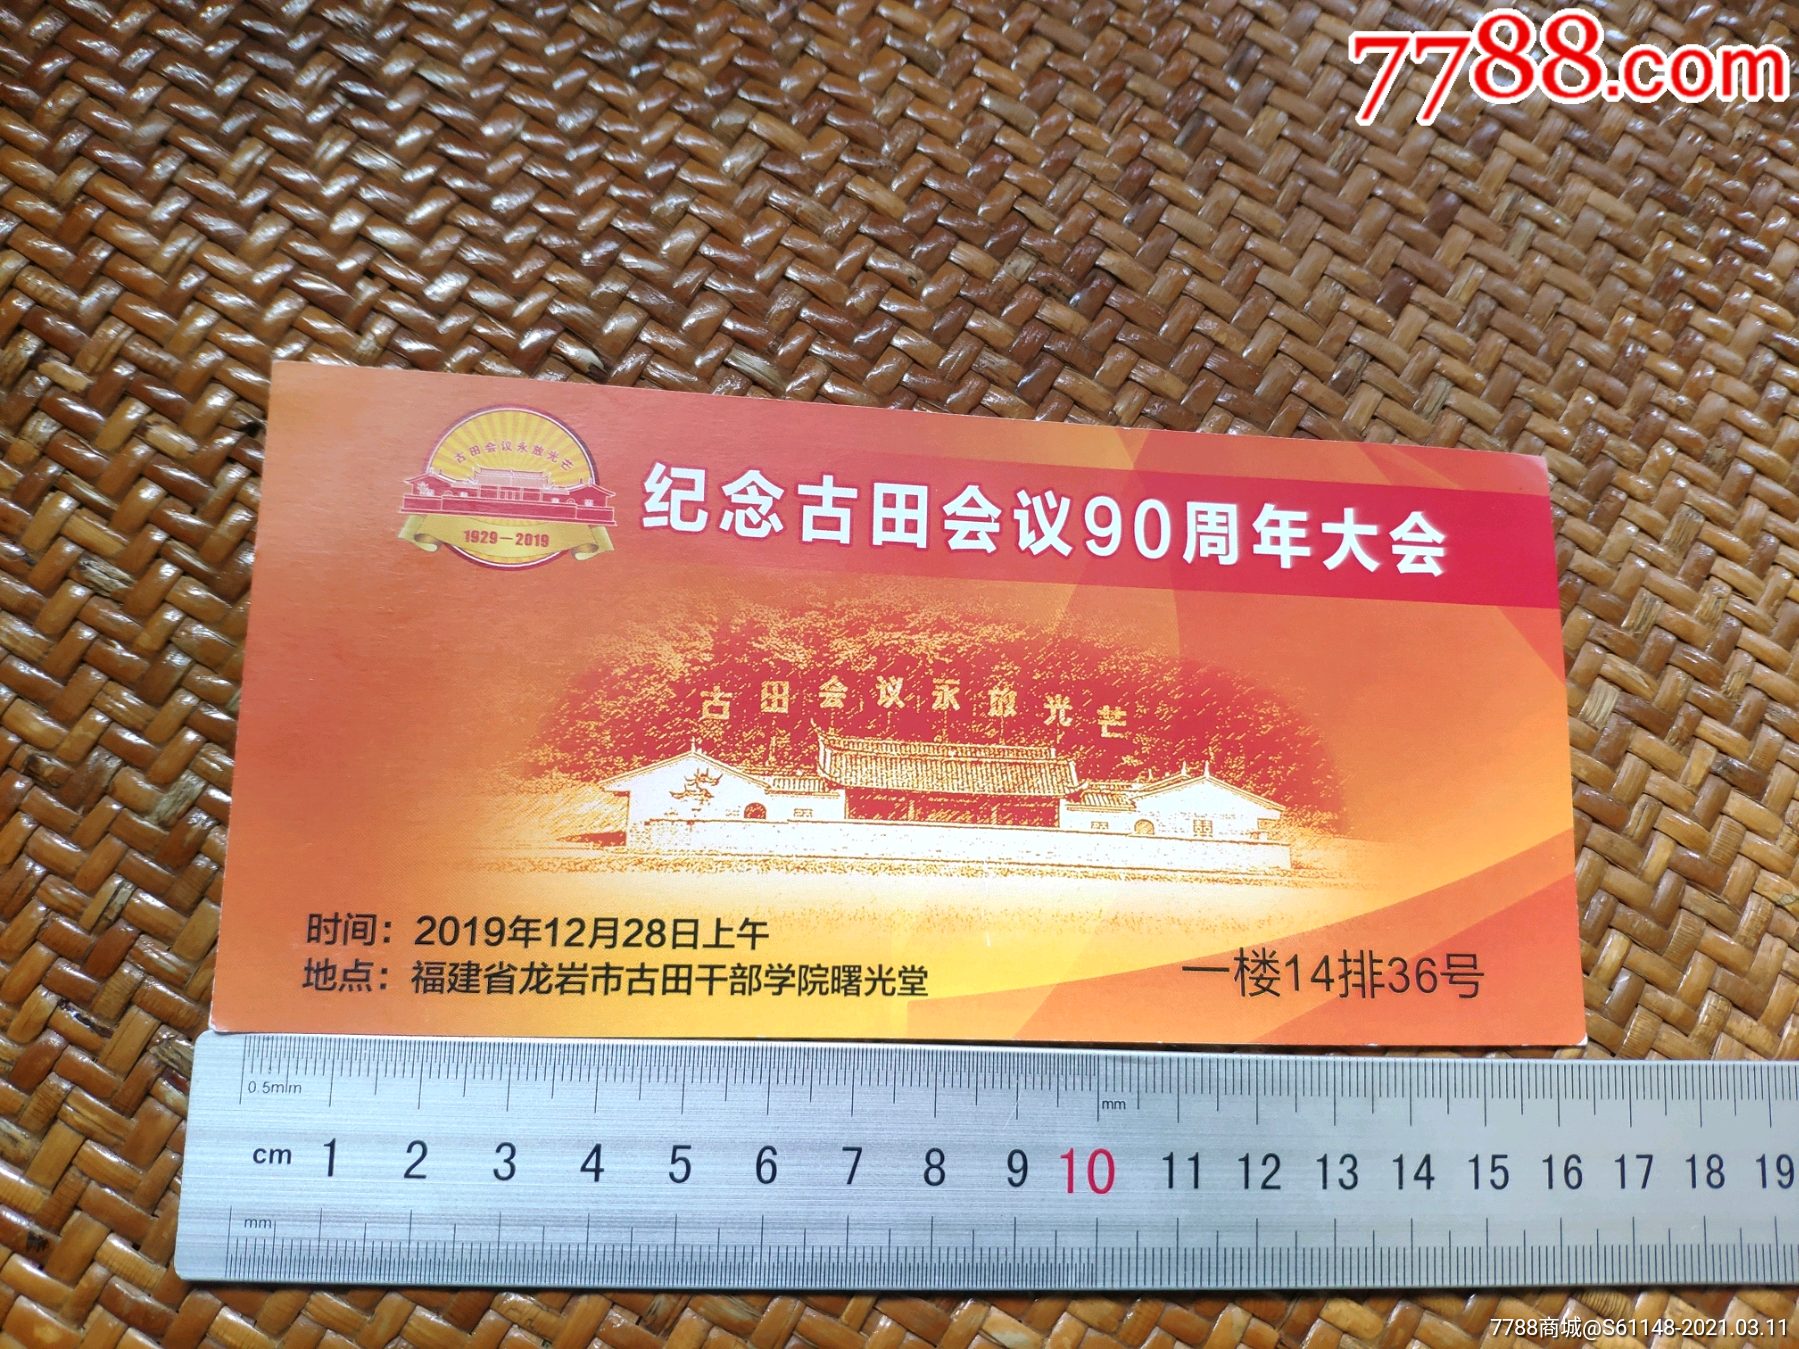 7788.com
古田会议永放光芒
1929-2019
纪念古田会议90周年大会
古田会议永放光芒
时间：2019年12月28日上午
地点：福建省龙岩市古田干部学院曙光堂
一楼14排36号
0.5mm
mm
cm 1 2 3 4 5 6 7 8 9 10 11 12 13 14 15 16 17 18 19
mm
7788商城@S61148-2021.03.11